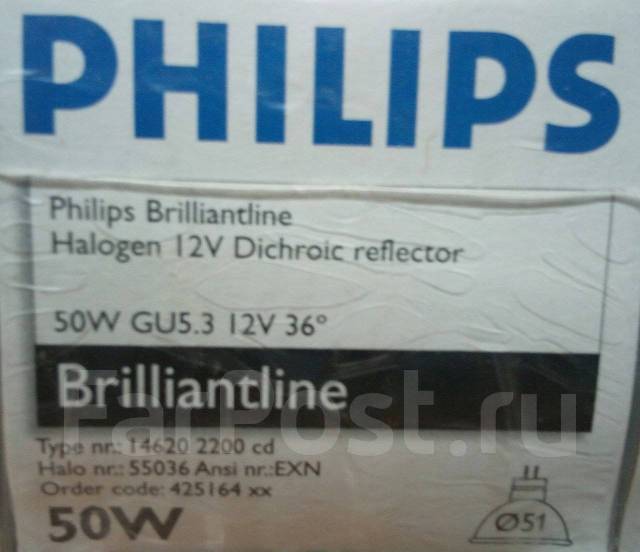 PHILIPS
Philips Brilliantline
Halogen 12V Dichroic reflector
50W GU5.3 12V 36°
Brilliantline
FarPost.ru
Type nr.: 14620 2200 cd
Halo nr.: 55036 Ansi nr.:EXN
Order code: 425164 xx
50W
Ø51